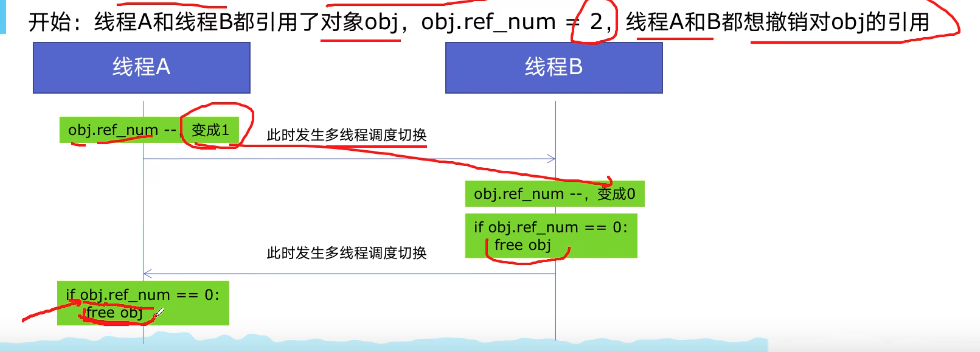 开始：线程A和线程B都引用了对象obj，obj.ref_num = 2，线程A和B都想撤销对obj的引用
线程A
线程B
obj.ref_num --，变成1
此时发生多线程调度切换
obj.ref_num --，变成0
if obj.ref_num == 0:
free obj
此时发生多线程调度切换
if obj.ref_num == 0:
free obj